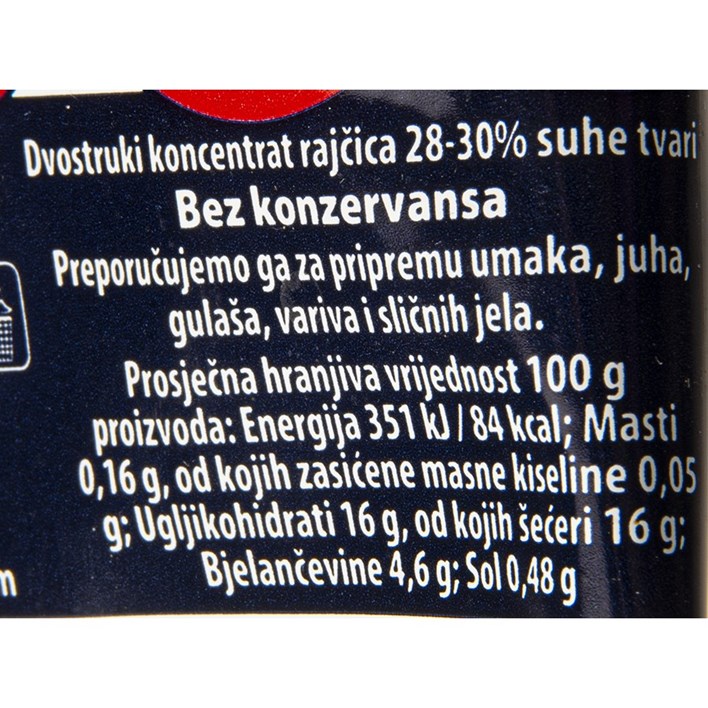 Dvostruki koncentrat rajčica 28-30% suhe tvari
Bez konzervansa
Preporučujemo ga za pripremu umaka, juha,
gulaša, variva i sličnih jela.
Prosječna hranjiva vrijednost 100 g
proizvoda: Energija 351 kJ / 84 kcal; Masti
0,16 g, od kojih zasićene masne kiseline 0,05
g; Ugljikohidrati 16 g, od kojih šećeri 16 g;
Bjelančevine 4,6 g; Sol 0,48 g